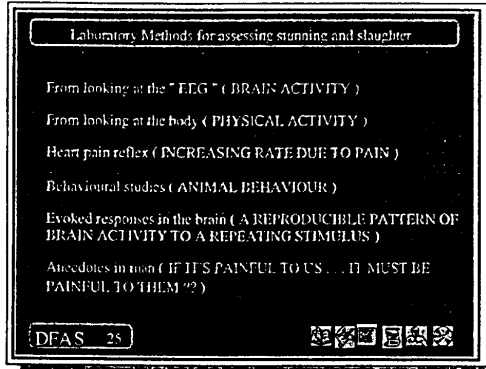 Laboratory Methods for assessing stunning and slaughter
From looking at the " EEG " ( BRAIN ACTIVITY )
From looking at the body ( PHYSICAL ACTIVITY )
Heart pain reflex ( INCREASING RATE DUE TO PAIN )
Behavioural studies ( ANIMAL BEHAVIOUR )
Evoked responses in the brain ( A REPRODUCIBLE PATTERN OF
BRAIN ACTIVITY TO A REPEATING STIMULUS )
Anecdotes in man ( IF IT'S PAINFUL TO US . . . IT MUST BE
PAINFUL TO THEM ?? )
DFAS 25